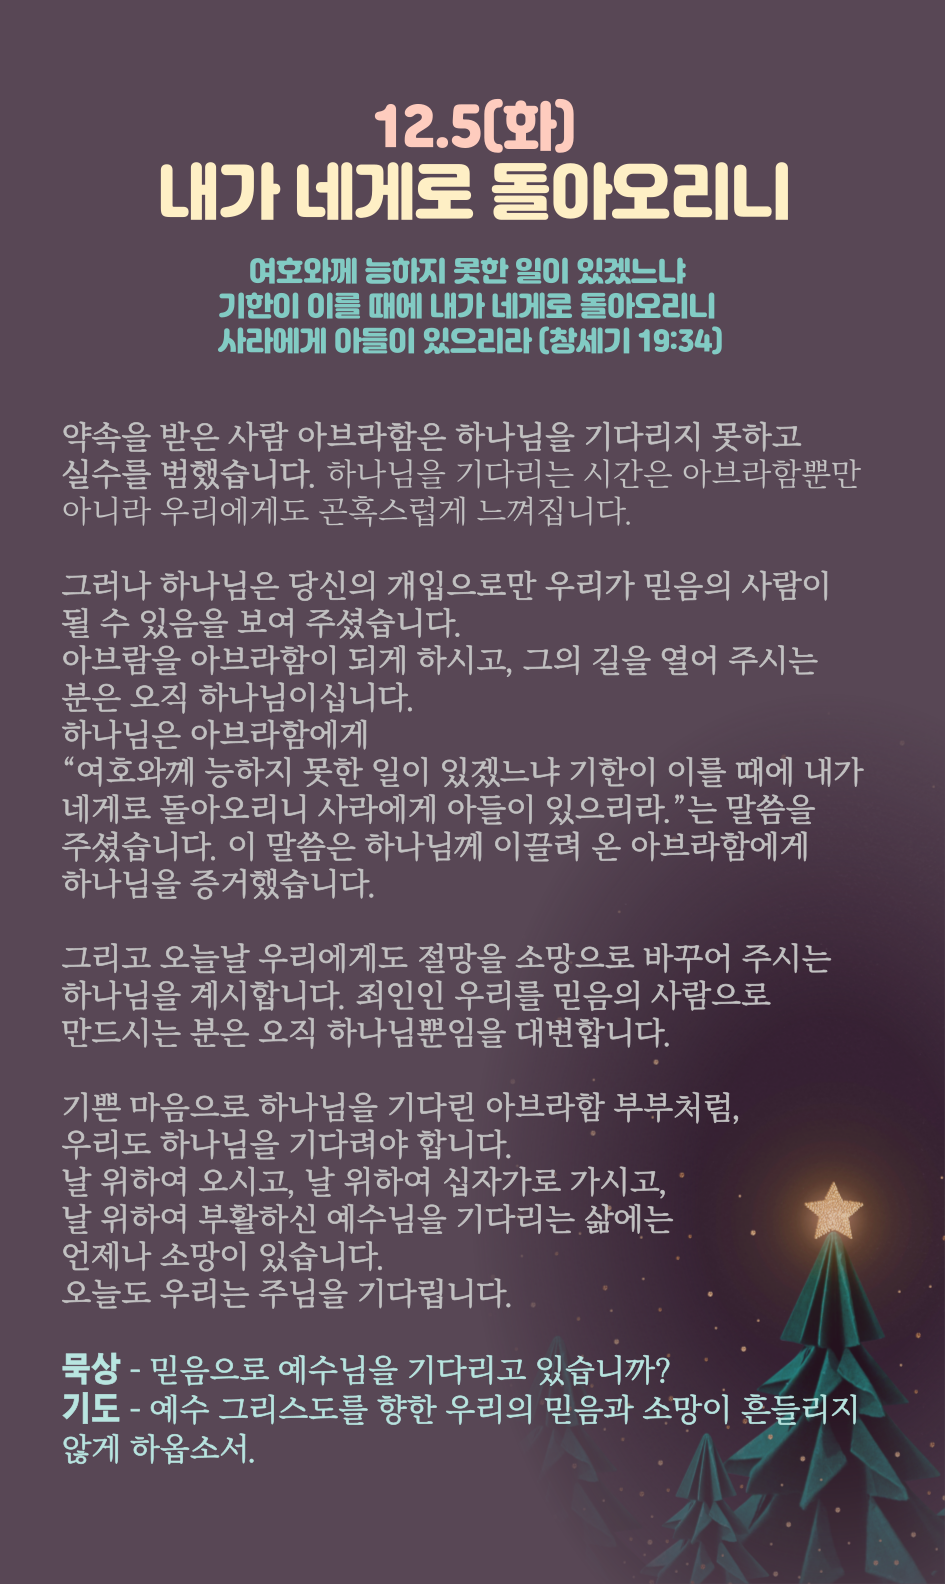 12.5(화)
내가 네게로 돌아오리니
여호와께 능하지 못한 일이 있겠느냐
기한이 이를 때에 내가 네게로 돌아오리니
사라에게 아들이 있으리라 (창세기 19:34)
약속을 받은 사람 아브라함은 하나님을 기다리지 못하고
실수를 범했습니다. 하나님을 기다리는 시간은 아브라함뿐만
아니라 우리에게도 곤혹스럽게 느껴집니다.
그러나 하나님은 당신의 개입으로만 우리가 믿음의 사람이
될 수 있음을 보여 주셨습니다.
아브람을 아브라함이 되게 하시고, 그의 길을 열어 주시는
분은 오직 하나님이십니다.
하나님은 아브라함에게
“여호와께 능하지 못한 일이 있겠느냐 기한이 이를 때에 내가
네게로 돌아오리니 사라에게 아들이 있으리라.”는 말씀을
주셨습니다. 이 말씀은 하나님께 이끌려 온 아브라함에게
하나님을 증거했습니다.
그리고 오늘날 우리에게도 절망을 소망으로 바꾸어 주시는
하나님을 계시합니다. 죄인인 우리를 믿음의 사람으로
만드시는 분은 오직 하나님뿐임을 대변합니다.
기쁜 마음으로 하나님을 기다린 아브라함 부부처럼,
우리도 하나님을 기다려야 합니다.
날 위하여 오시고, 날 위하여 십자가로 가시고,
날 위하여 부활하신 예수님을 기다리는 삶에는
언제나 소망이 있습니다.
오늘도 우리는 주님을 기다립니다.
묵상 - 믿음으로 예수님을 기다리고 있습니까?
기도 - 예수 그리스도를 향한 우리의 믿음과 소망이 흔들리지
않게 하옵소서.